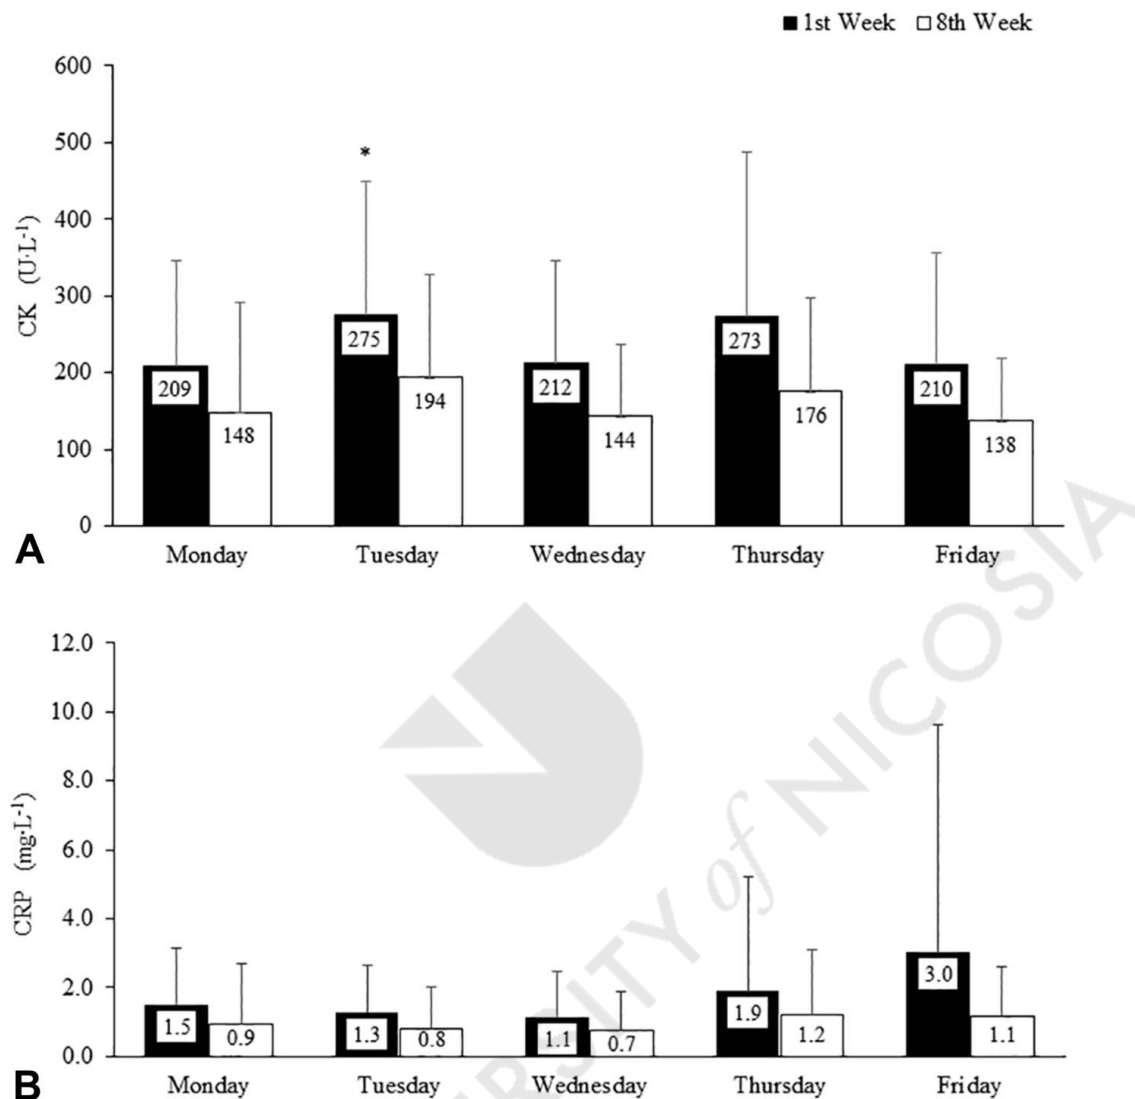 1st Week 8th Week
600
500
400
300
200
100
0
CK (U·L-1)
*
209 148 275 194 212 144 273 176 210 138
Monday Tuesday Wednesday Thursday Friday
A
12.0
10.0
8.0
6.0
4.0
2.0
0.0
CRP (mg·L-1)
1.5 0.9 1.3 0.8 1.1 0.7 1.9 1.2 3.0 1.1
Monday Tuesday Wednesday Thursday Friday
B
ERSITY of NICOSIA